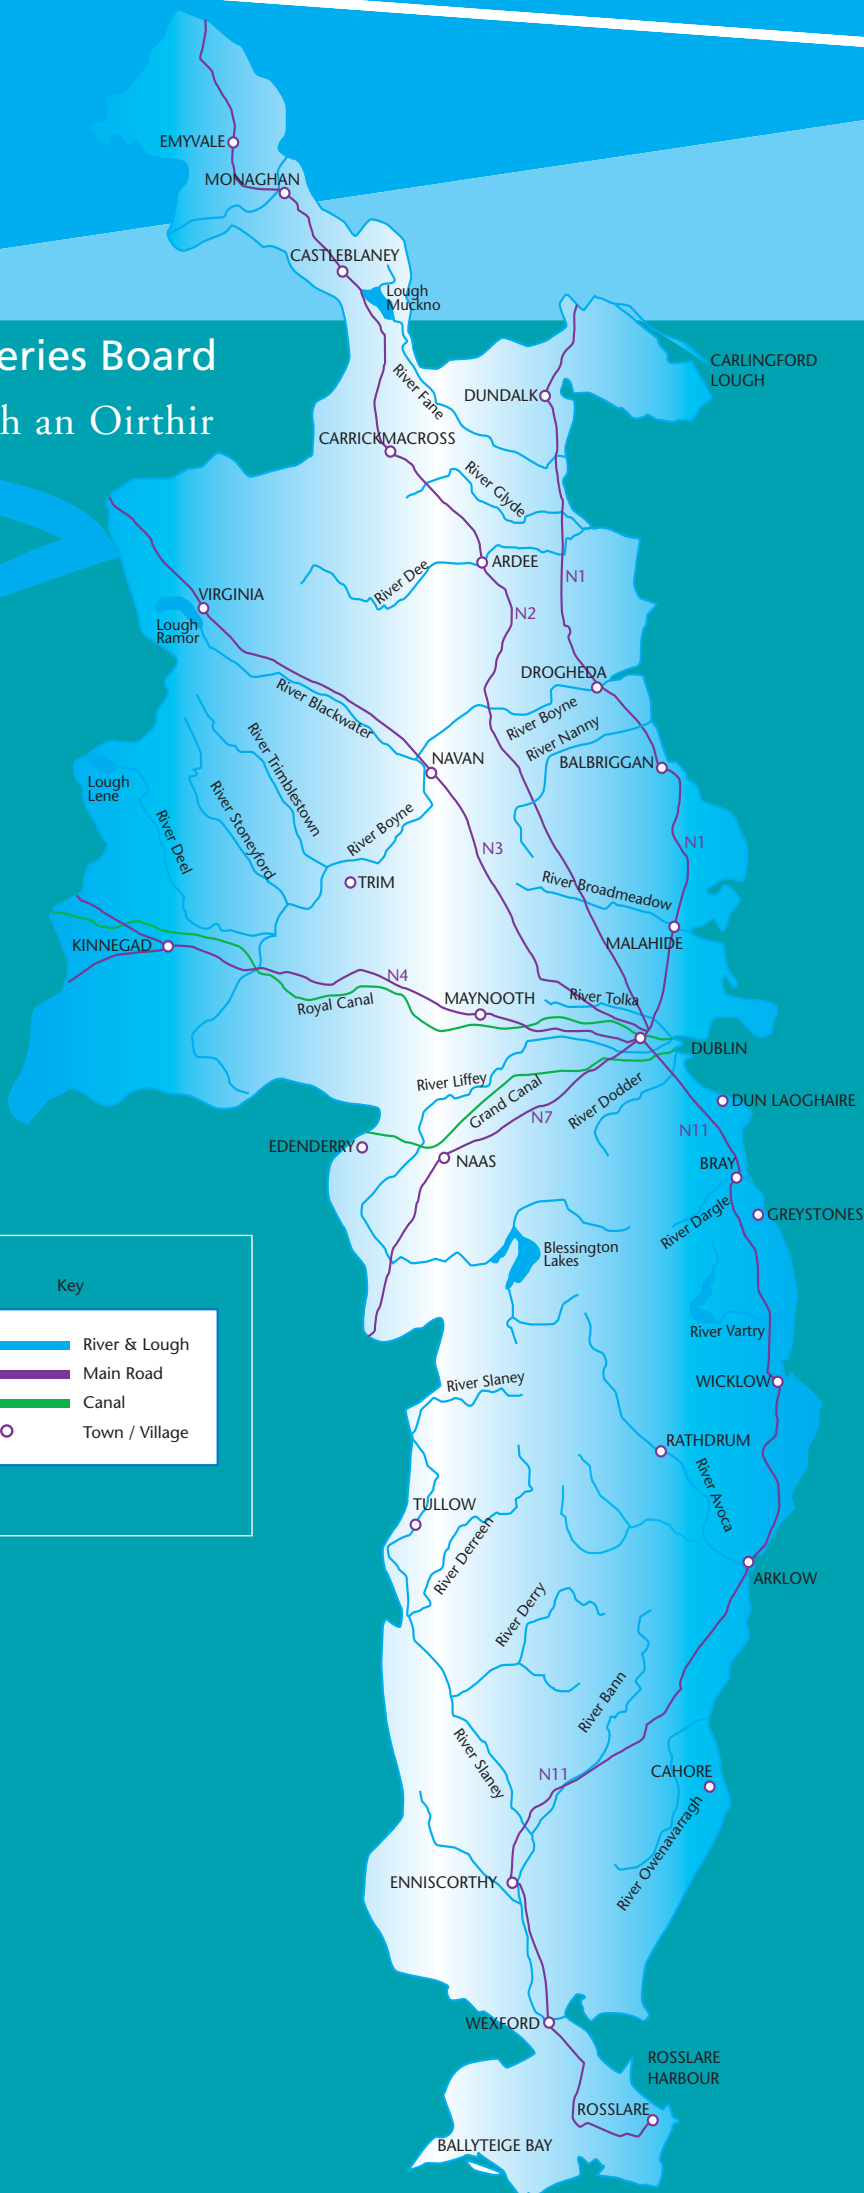 EMYVALE
MONAGHAN
CASTLEBLANEY
Lough
Muckno
eries Board
CARLINGFORD
LOUGH
River Fane
DUNDALK
h an Oirthir
CARRICKMACROSS
River Glyde
ARDEE
River Dee
N1
VIRGINIA
N2
Lough
Ramor
DROGHEDA
River Blackwater
River Boyne
River Nanny
River Trimblestown
NAVAN
BALBRIGGAN
Lough
Lene
River Stoneyford
River Deel
River Boyne
N3
N1
TRIM
River Broadmeadow
KINNEGAD
MALAHIDE
N4
Royal Canal
MAYNOOTH
River Tolka
DUBLIN
River Liffey
Grand Canal
River Dodder
DUN LAOGHAIRE
N7
N11
EDENDERRY
NAAS
BRAY
River Dargle
GREYSTONES
Blessington
Lakes
Key
River & Lough
Main Road
Canal
Town / Village
River Vartry
River Slaney
WICKLOW
RATHDRUM
River Avoca
TULLOW
River Derreen
ARKLOW
River Derry
River Bann
River Slaney
N11
CAHORE
River Owenavarragh
ENNISCORTHY
WEXFORD
ROSSLARE
HARBOUR
ROSSLARE
BALLYTEIGE BAY